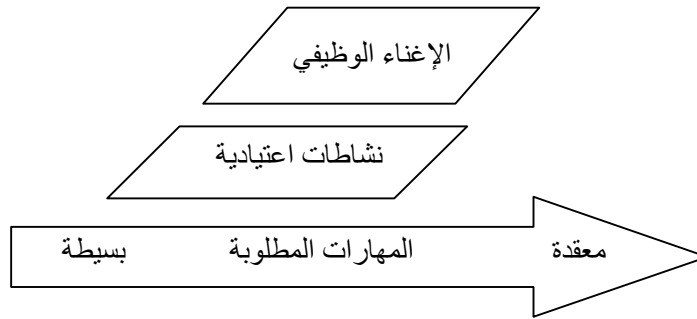 الإغناء الوظيفي
نشاطات اعتيادية
معقدة المهارات المطلوبة بسيطة